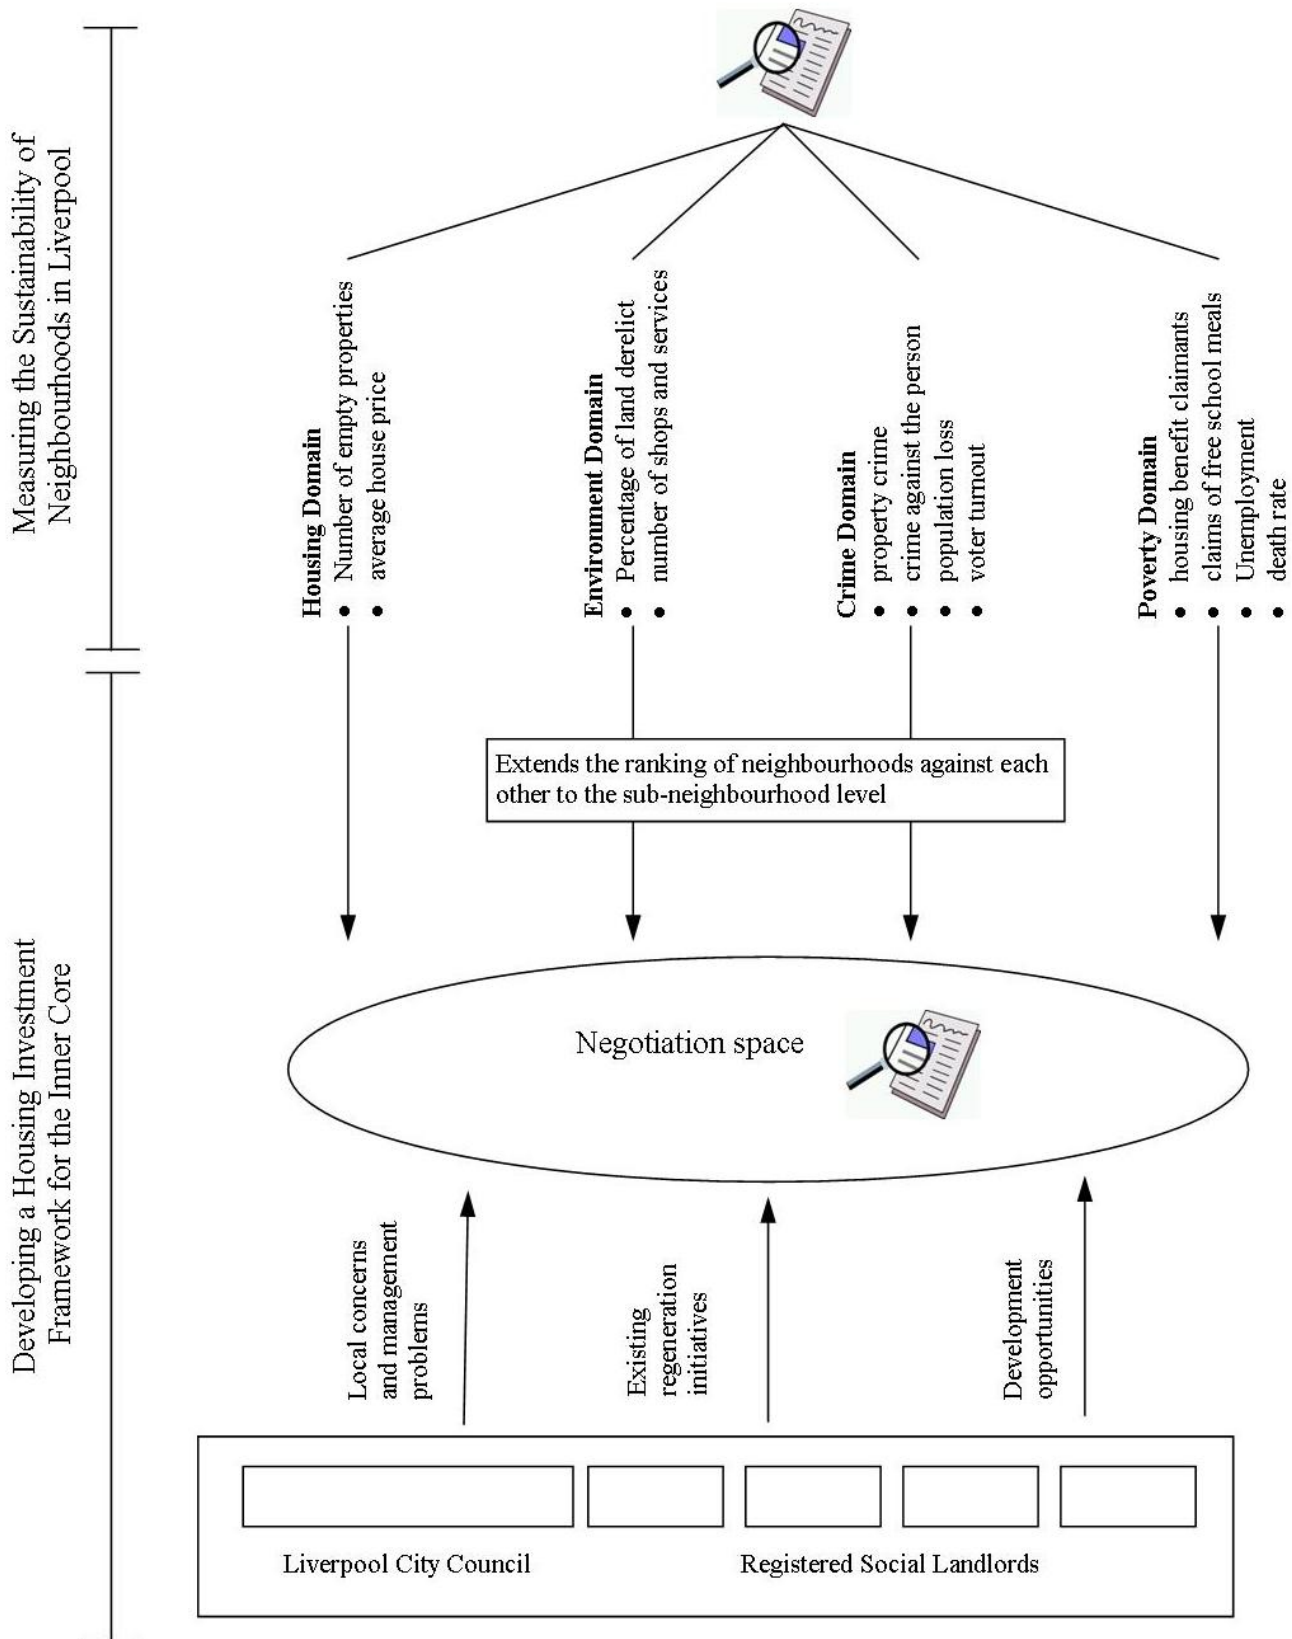 Measuring the Sustainability of
Neighbourhoods in Liverpool
Housing Domain
• Number of empty properties
• average house price
Environment Domain
• Percentage of land derelict
• number of shops and services
Crime Domain
• property crime
• crime against the person
• population loss
• voter turnout
Poverty Domain
• housing benefit claimants
• claims of free school meals
• Unemployment
• death rate
Extends the ranking of neighbourhoods against each
other to the sub-neighbourhood level
Developing a Housing Investment
Framework for the Inner Core
Negotiation space
Local concerns
and management
problems
Existing
regeneration
initiatives
Development
opportunities
Liverpool City Council
Registered Social Landlords